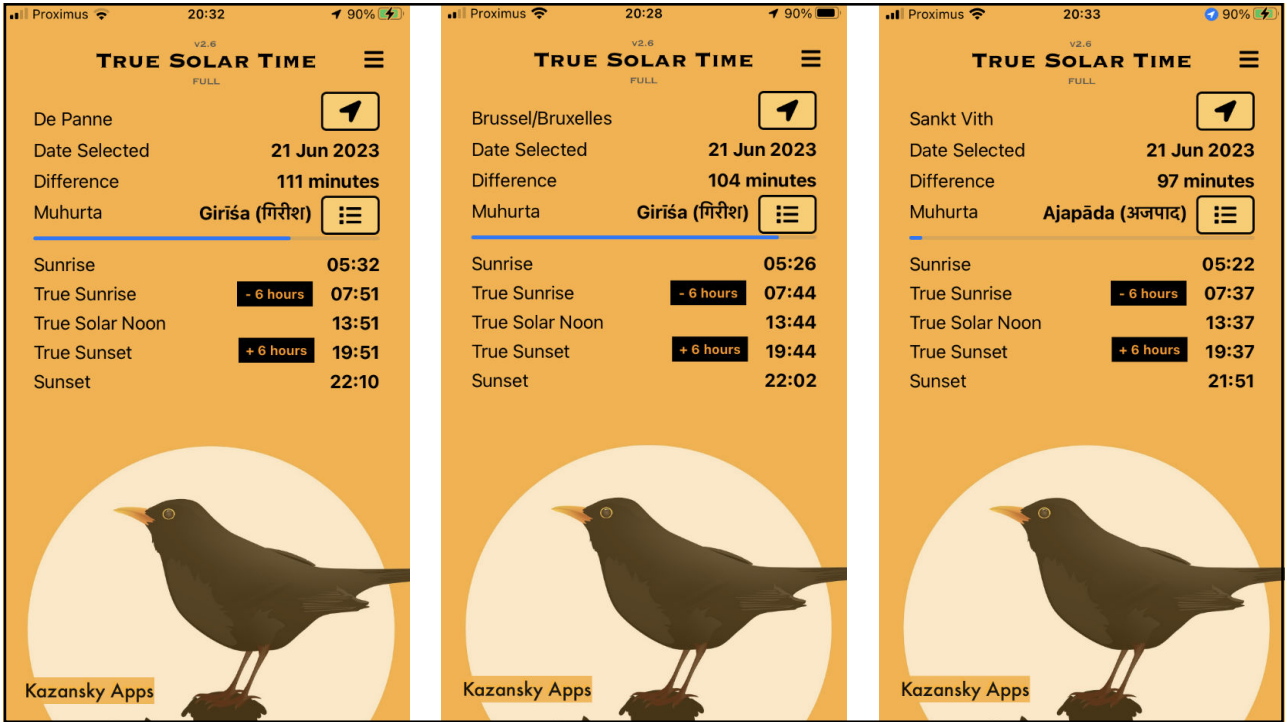 Proximus 20:32 90%
v2.6
TRUE SOLAR TIME
FULL
De Panne
Date Selected 21 Jun 2023
Difference 111 minutes
Muhurta Girīśa (गिरीश)
Sunrise 05:32
True Sunrise - 6 hours 07:51
True Solar Noon 13:51
True Sunset + 6 hours 19:51
Sunset 22:10
Kazansky Apps
Proximus 20:28 90%
v2.6
TRUE SOLAR TIME
FULL
Brussel/Bruxelles
Date Selected 21 Jun 2023
Difference 104 minutes
Muhurta Girīśa (गिरीश)
Sunrise 05:26
True Sunrise - 6 hours 07:44
True Solar Noon 13:44
True Sunset + 6 hours 19:44
Sunset 22:02
Kazansky Apps
Proximus 20:33 90%
v2.6
TRUE SOLAR TIME
FULL
Sankt Vith
Date Selected 21 Jun 2023
Difference 97 minutes
Muhurta Ajapāda (अजपाद)
Sunrise 05:22
True Sunrise - 6 hours 07:37
True Solar Noon 13:37
True Sunset + 6 hours 19:37
Sunset 21:51
Kazansky Apps